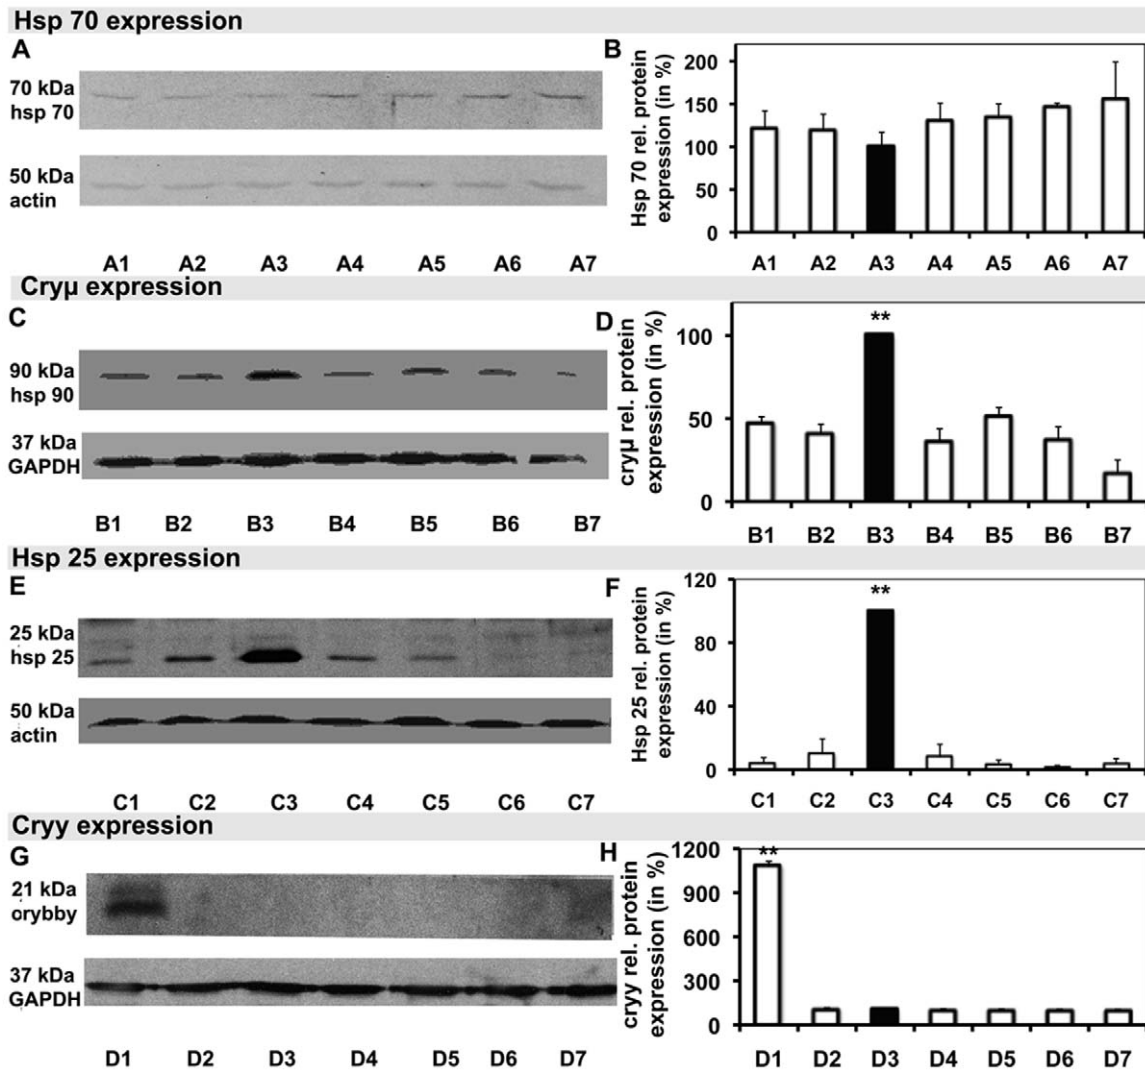 Hsp 70 expression
A
70 kDa
hsp 70
50 kDa
actin
A1 A2 A3 A4 A5 A6 A7
B
Hsp 70 rel. protein
expression (in %)
200
150
100
50
0
A1 A2 A3 A4 A5 A6 A7
Cryμ expression
C
90 kDa
hsp 90
37 kDa
GAPDH
B1 B2 B3 B4 B5 B6 B7
D
cryμ rel. protein
expression (in %)
100
50
0
**
B1 B2 B3 B4 B5 B6 B7
Hsp 25 expression
E
25 kDa
hsp 25
50 kDa
actin
C1 C2 C3 C4 C5 C6 C7
F
Hsp 25 rel. protein
expression (in %)
120
80
40
0
**
C1 C2 C3 C4 C5 C6 C7
Cryy expression
G
21 kDa
orybby
37 kDa
GAPDH
D1 D2 D3 D4 D5 D6 D7
H
cryy rel. protein
expression (in %)
1200
900
600
300
0
**
D1 D2 D3 D4 D5 D6 D7